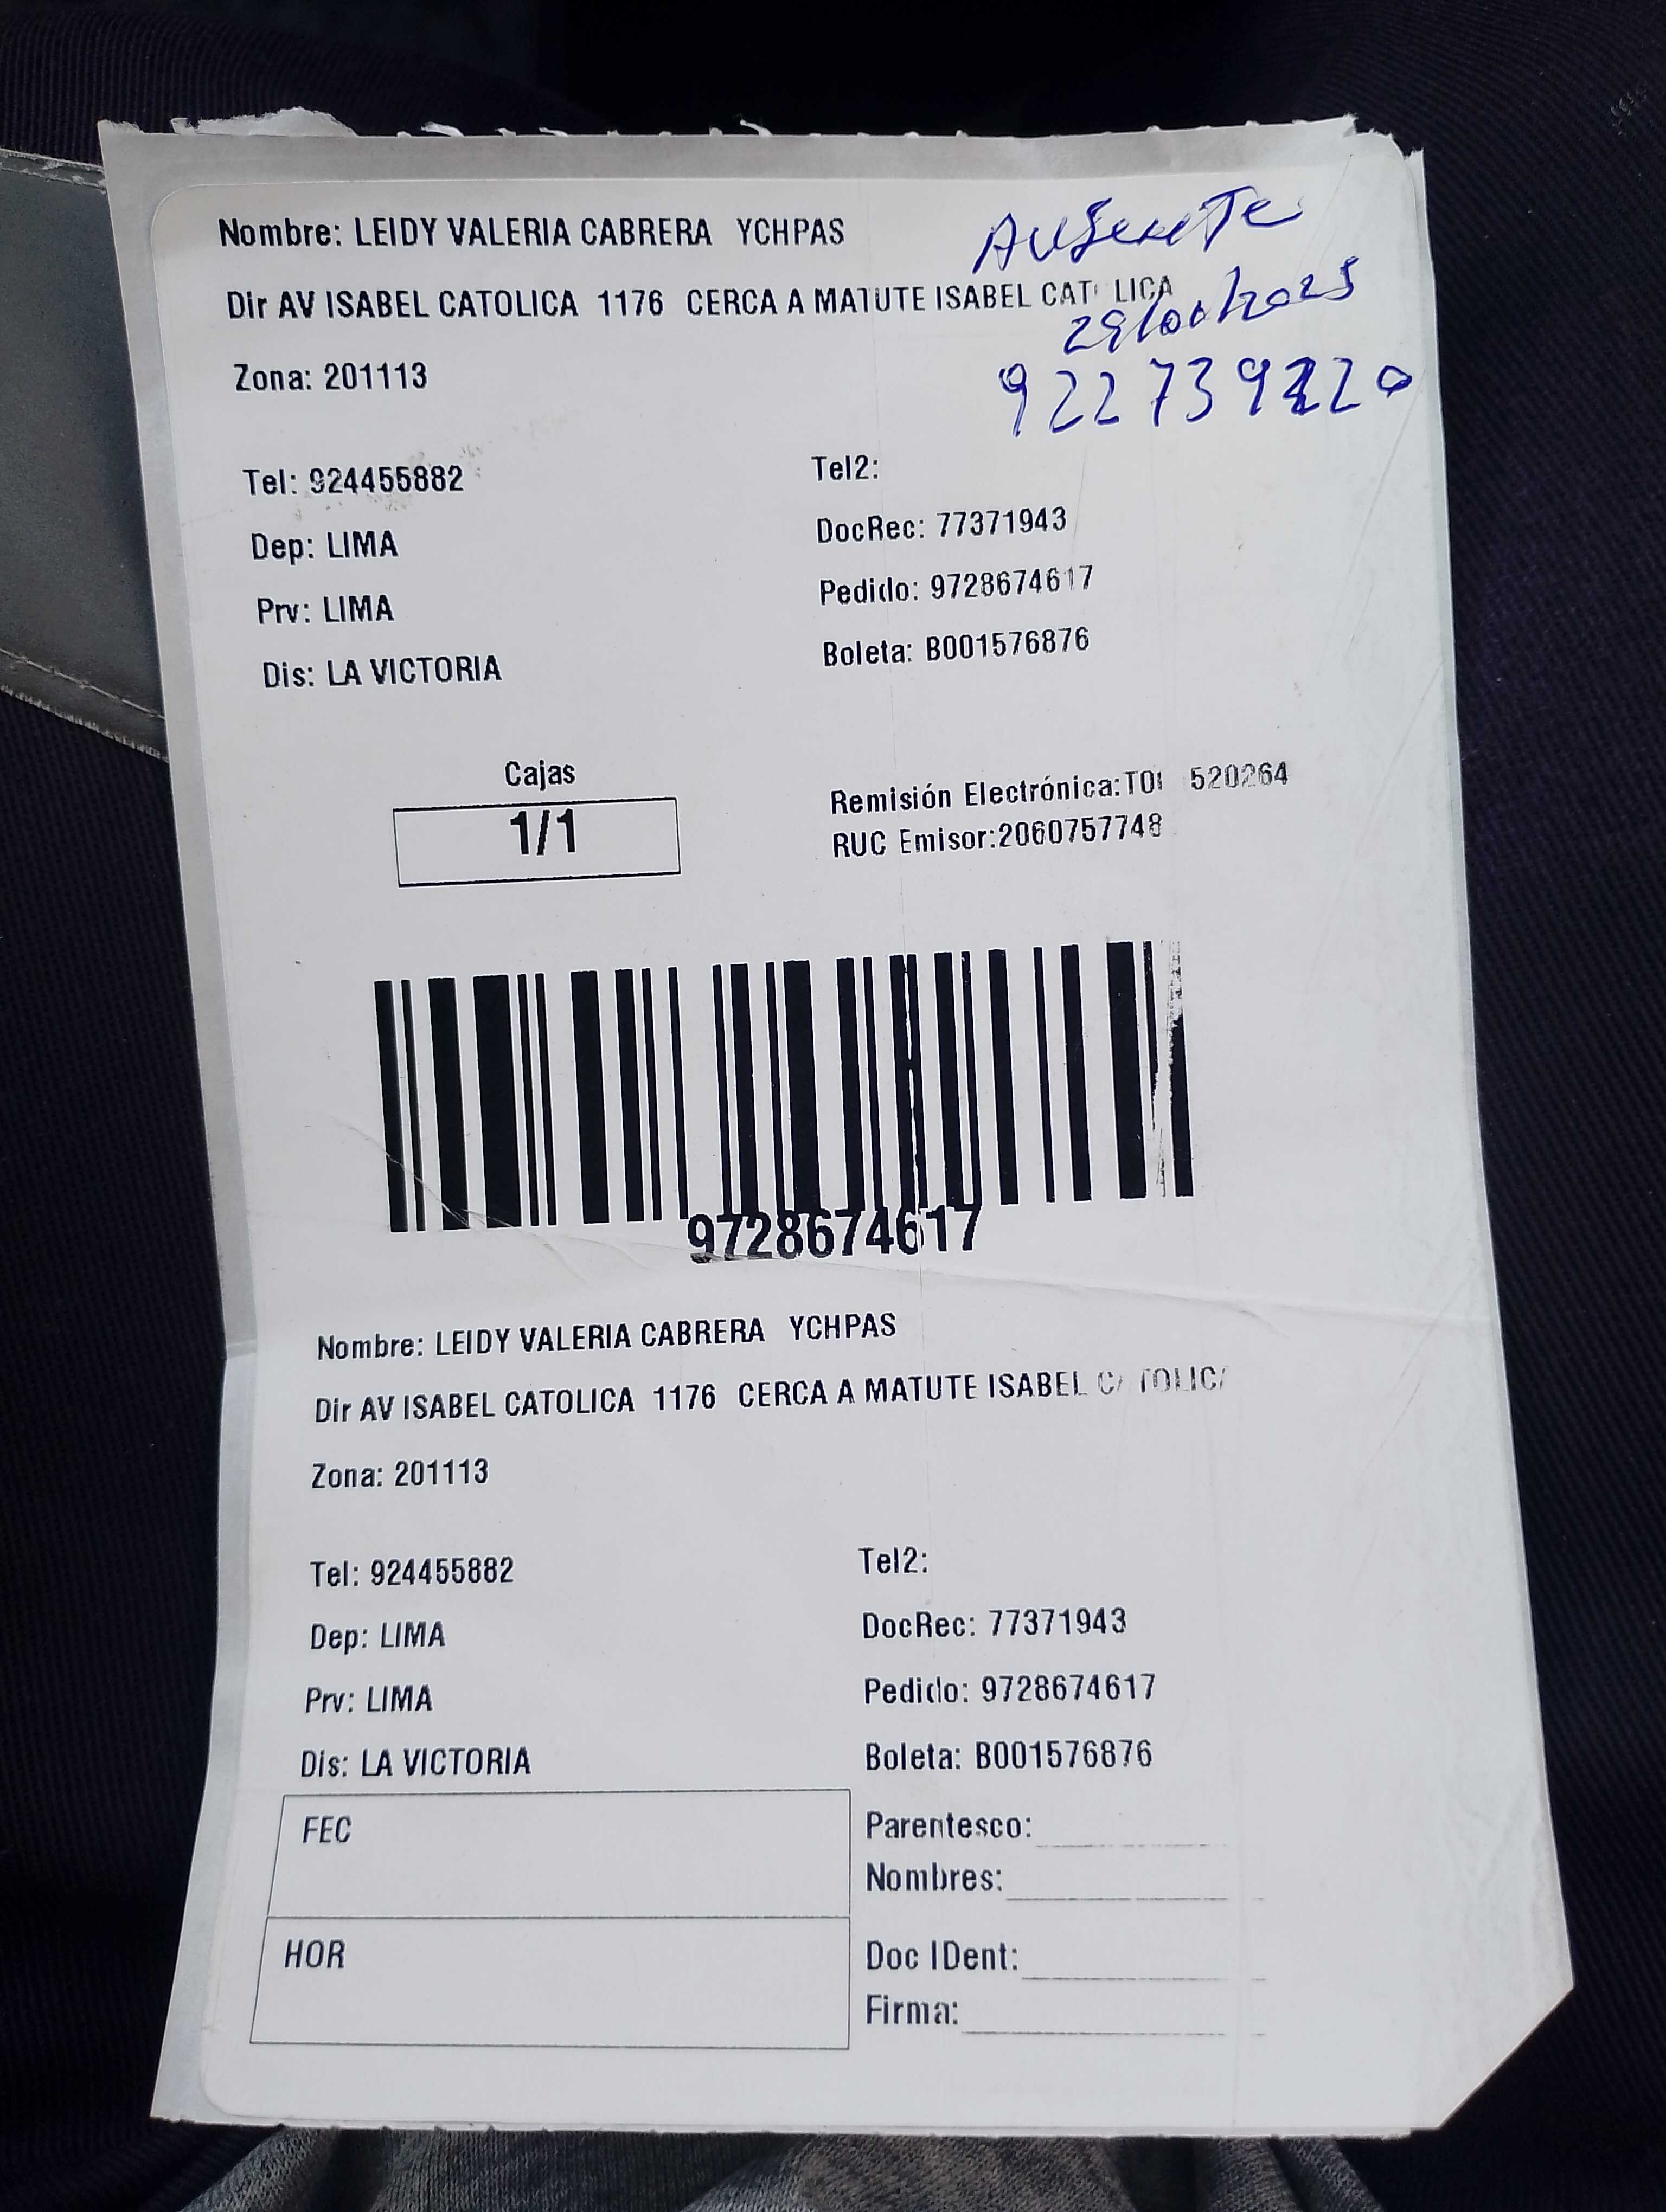 Nombre: LEIDY VALERIA CABRERA YCHPAS
Ausente
Dir AV ISABEL CATOLICA 1176 CERCA A MATUTE ISABEL CAT LICA
Zona: 201113
Tel: 924455882
Tel2:
Dep: LIMA
DocRec: 77371943
Prv: LIMA
Pedido: 9728674617
Dis: LA VICTORIA
Boleta: B001576876
Cajas
1/1
Remisión Electrónica:T0 520264
RUC Emisor:2060757748
9728674617
Nombre: LEIDY VALERIA CABRERA YCHPAS
Dir AV ISABEL CATOLICA 1176 CERCA A MATUTE ISABEL
Zona: 201113
Tel: 924455882
Tel2:
Dep: LIMA
DocRec: 77371943
Prv: LIMA
Pedido: 9728674617
Dis: LA VICTORIA
Boleta: B001576876
FEC
Parentesco:
Nombres:
HOR
Doc IDent:
Firma: